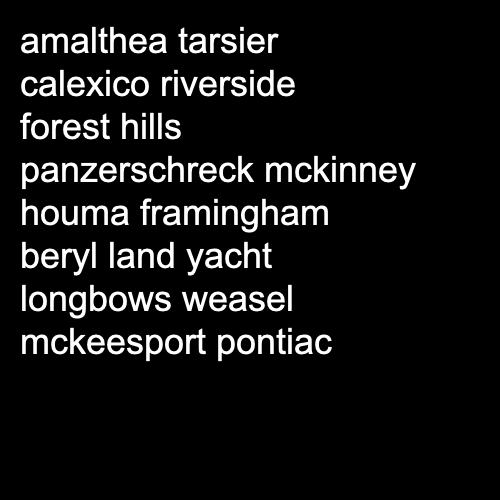 amalthea tarsier
calexico riverside
forest hills
panzerschreck mckinney
houma framingham
beryl land yacht
longbows weasel
mckeesport pontiac